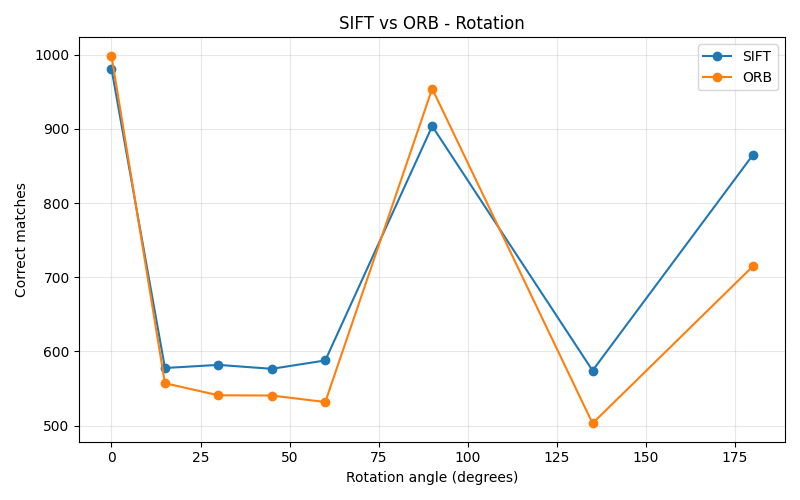 SIFT vs ORB - Rotation
SIFT
ORB
Correct matches
1000
900
800
700
600
500
0 25 50 75 100 125 150 175
Rotation angle (degrees)